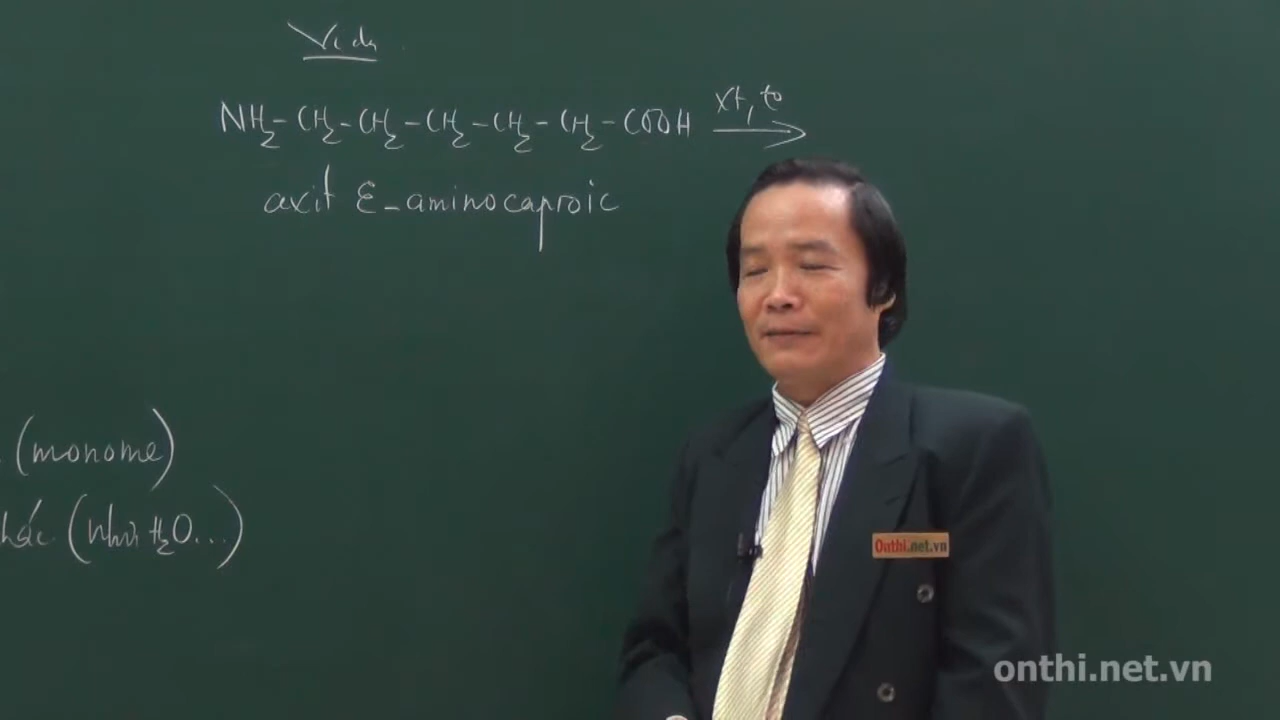 Ví dụ
NH2-CH2-CH2-CH2-CH2-CH2-COOH xt, to
axit ε-aminocaproic
(monome)
(như H2O...)
Onthi.net.vn
onthi.net.vn